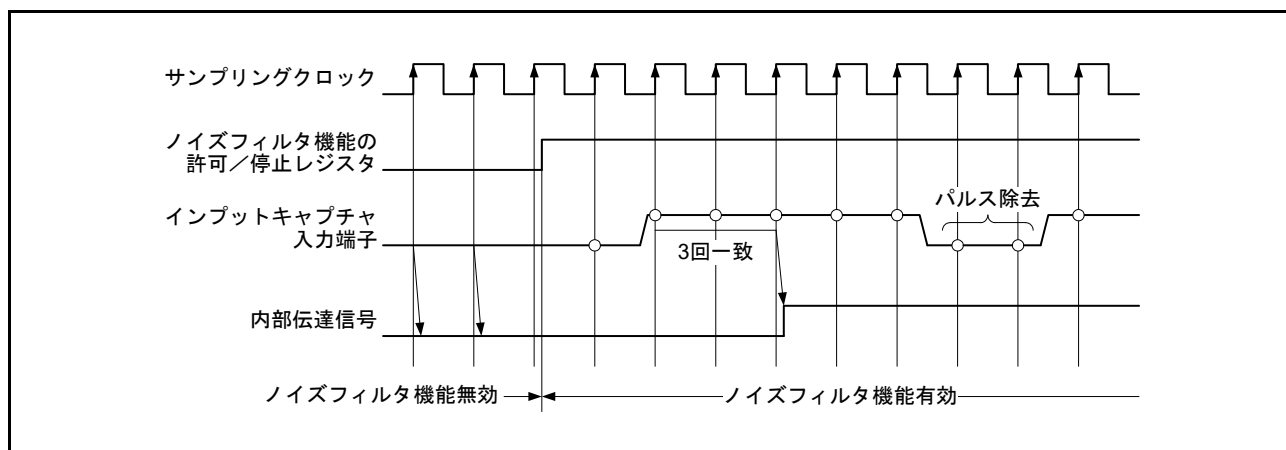 サンプリングクロック
ノイズフィルタ機能の
許可／停止レジスタ
インプットキャプチャ
入力端子
パルス除去
3回一致
内部伝達信号
ノイズフィルタ機能無効
ノイズフィルタ機能有効